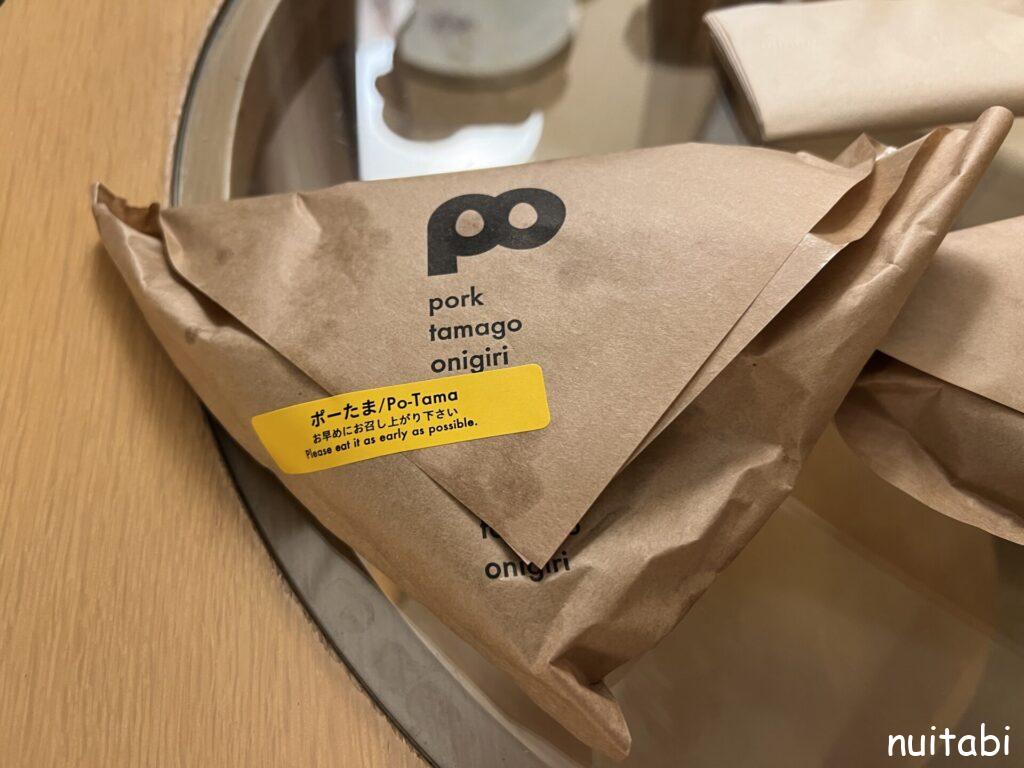 po
pork
tamago
onigiri
ポーたま/Po-Tama
お早めにお召し上がり下さい
Please eat it as early as possible.
onigiri
nuitabi